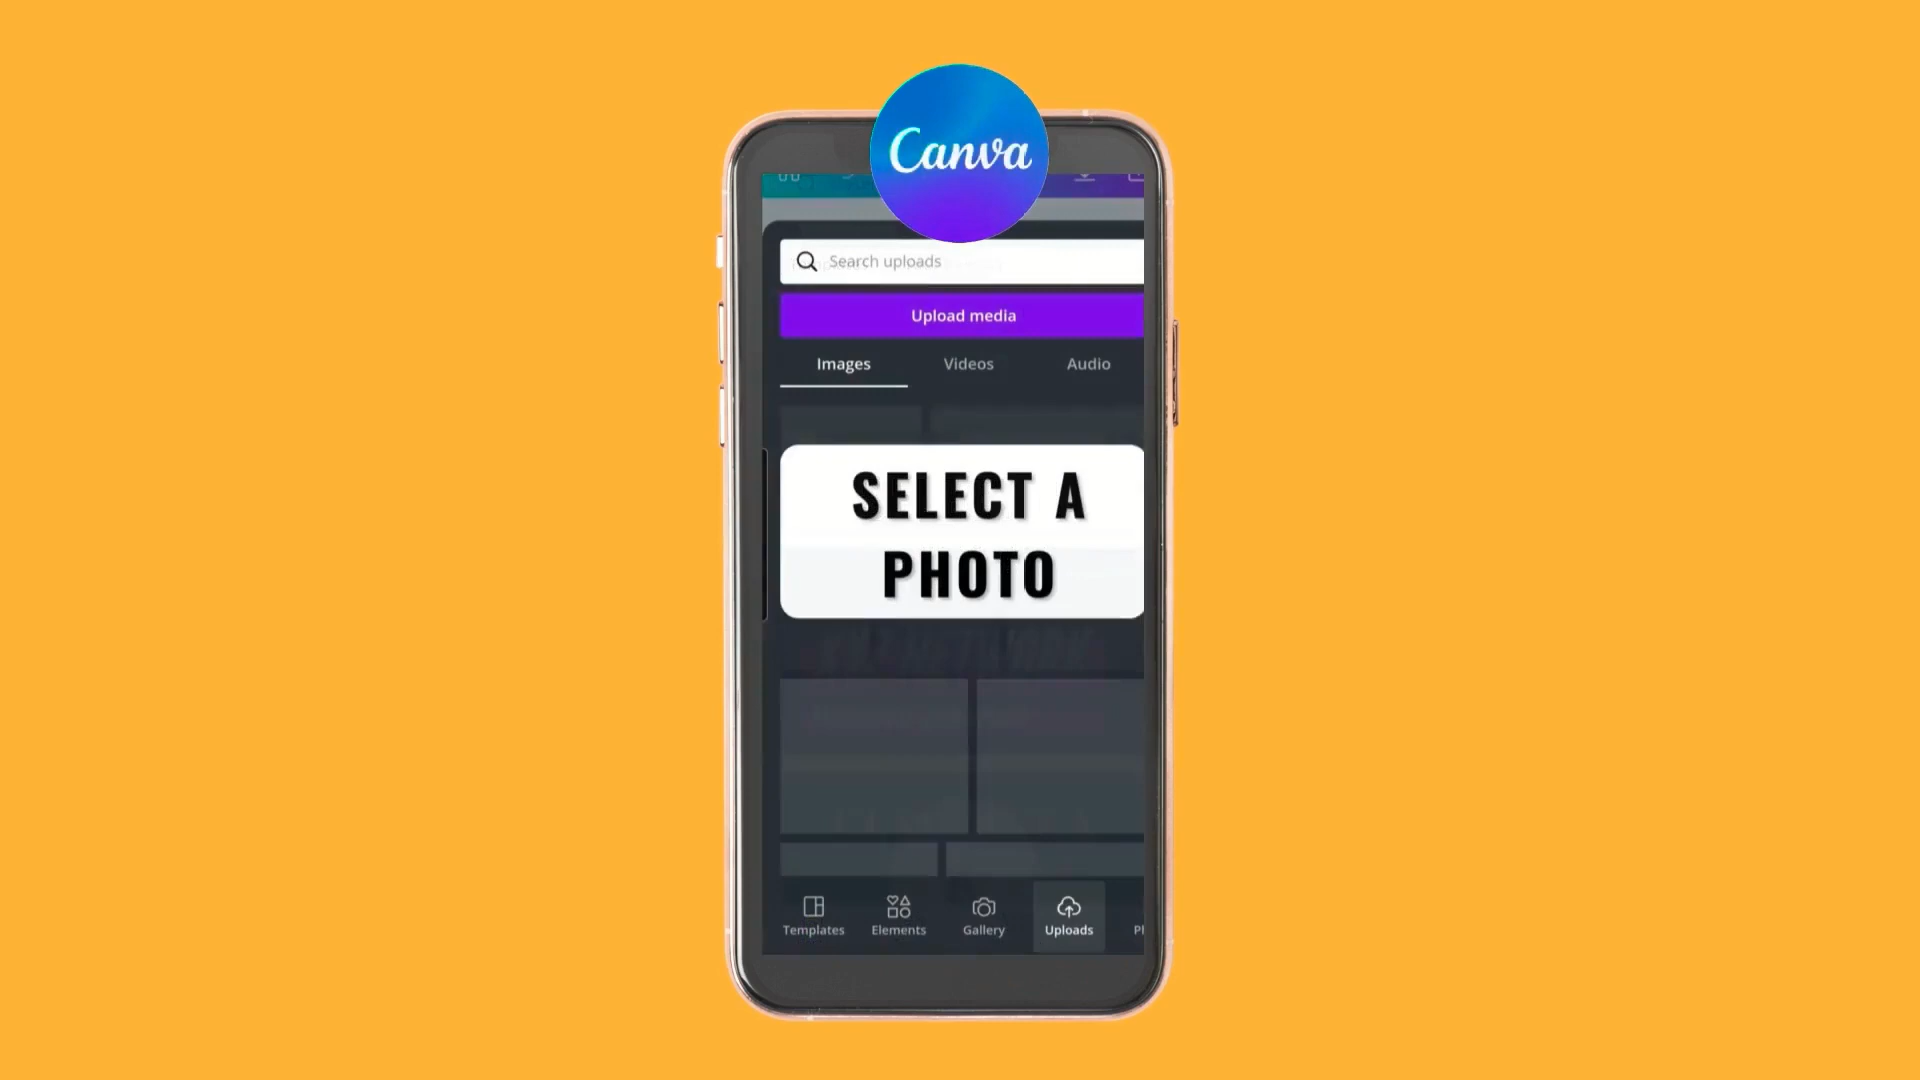 Canva
Search uploads
Upload media
Images Videos Audio
SELECT A
PHOTO
Templates Elements Gallery Uploads